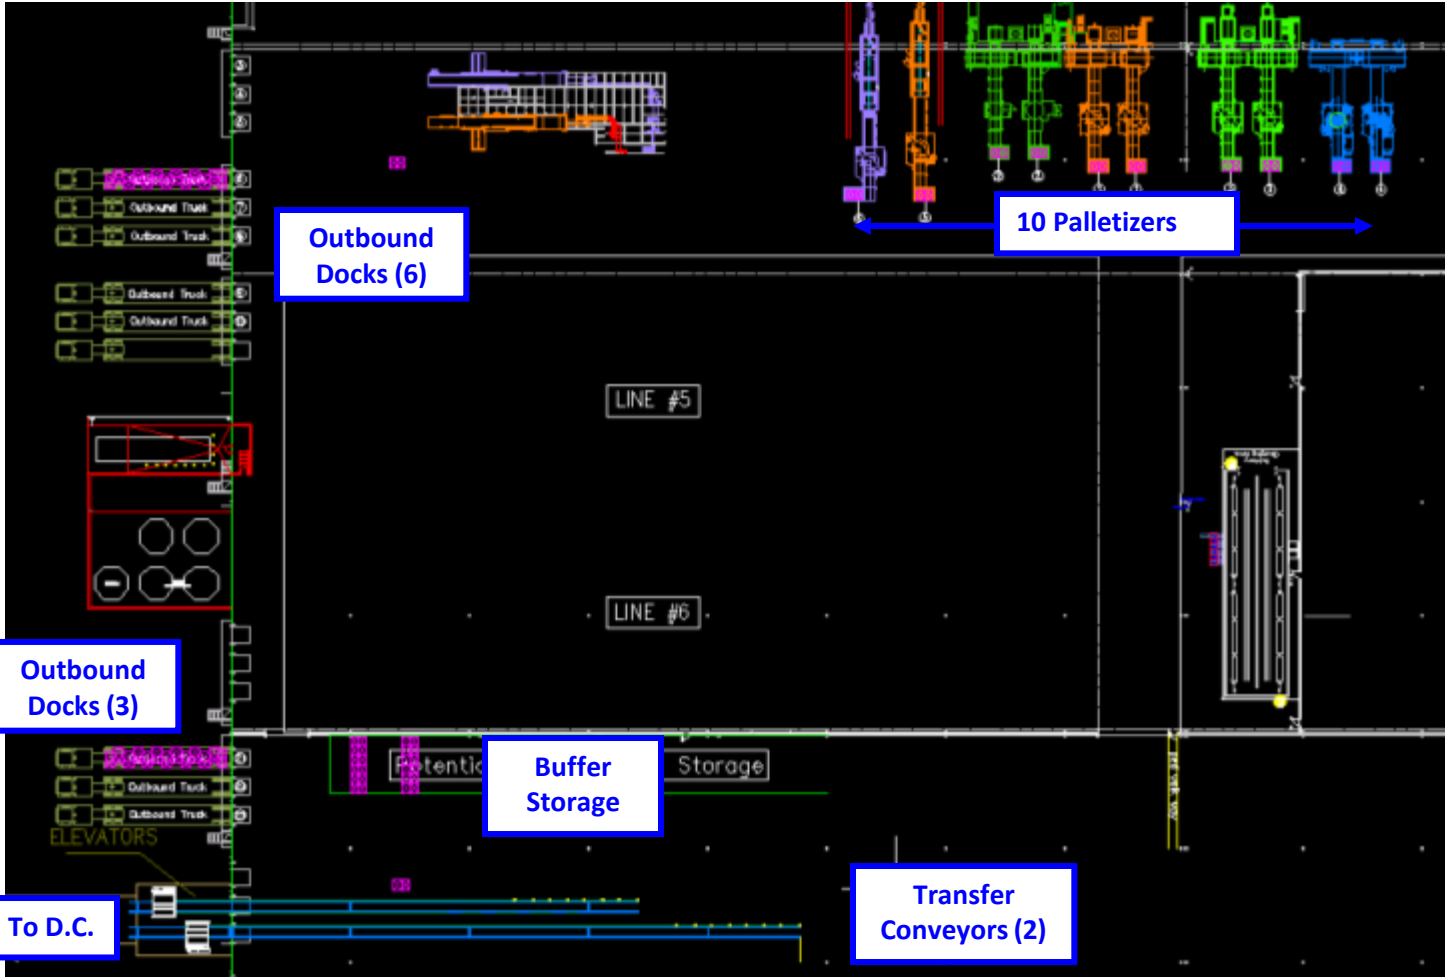 Outbound Truck
Outbound Truck
Outbound
Docks (6)
10 Palletizers
Outbound Truck
Outbound Truck
LINE #5
LINE #6
Outbound
Docks (3)
Buffer
Storage
Storage
Outbound Truck
Outbound Truck
ELEVATORS
Transfer
Conveyors (2)
To D.C.